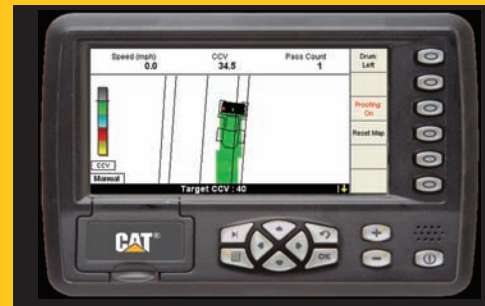 Speed (mph) CCV Pass Count Drum:
0.0 34.5 1 Left
Proofing:
On
Reset Map
CCV
Manual
Target CCV : 40
CAT®
OK